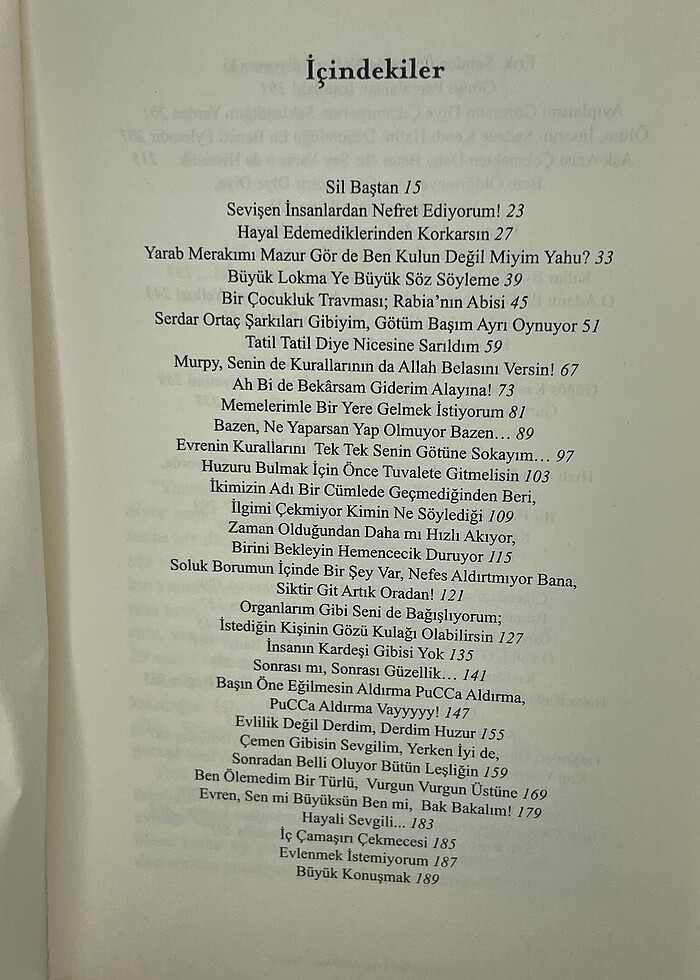 İçindekiler
Sil Baştan 15
Sevişen İnsanlardan Nefret Ediyorum! 23
Hayal Edemediklerinden Korkarsın 27
Yarab Merakımı Mazur Gör de Ben Kulun Değil Miyim Yahu? 33
Büyük Lokma Ye Büyük Söz Söyleme 39
Bir Çocukluk Travması; Rabia'nın Abisi 45
Serdar Ortaç Şarkıları Gibiyim, Götüm Başım Ayrı Oynuyor 51
Tatil Tatil Diye Nicesine Sarıldım 59
Murpy, Senin de Kurallarının da Allah Belasını Versin! 67
Ah Bi de Bekârsam Giderim Alayına! 73
Memelerimle Bir Yere Gelmek İstiyorum 81
Bazen, Ne Yaparsan Yap Olmuyor Bazen... 89
Evrenin Kurallarını Tek Tek Senin Götüne Sokayım... 97
Huzuru Bulmak İçin Önce Tuvalete Gitmelisin 103
İkimizin Adı Bir Cümlede Geçmediğinden Beri,
İlgimi Çekmiyor Kimin Ne Söylediği 109
Zaman Olduğundan Daha mı Hızlı Akıyor,
Birini Bekleyin Hemencecik Duruyor 115
Soluk Borumun İçinde Bir Şey Var, Nefes Aldırtmıyor Bana,
Siktir Git Artık Oradan! 121
Organlarım Gibi Seni de Bağışlıyorum;
İstediğin Kişinin Gözü Kulağı Olabilirsin 127
İnsanın Kardeşi Gibisi Yok 135
Sonrası mı, Sonrası Güzellik... 141
Başın Öne Eğilmesin Aldırma PuCCa Aldırma,
PuCCa Aldırma Vayyyyy! 147
Evlilik Değil Derdim, Derdim Huzur 155
Çemen Gibisin Sevgilim, Yerken İyi de,
Sonradan Belli Oluyor Bütün Leşliğin 159
Ben Ölemedim Bir Türlü, Vurgun Vurgun Üstüne 169
Evren, Sen mi Büyüksün Ben mi, Bak Bakalım! 179
Hayali Sevgili... 183
İç Çamaşırı Çekmecesi 185
Evlenmek İstemiyorum 187
Büyük Konuşmak 189